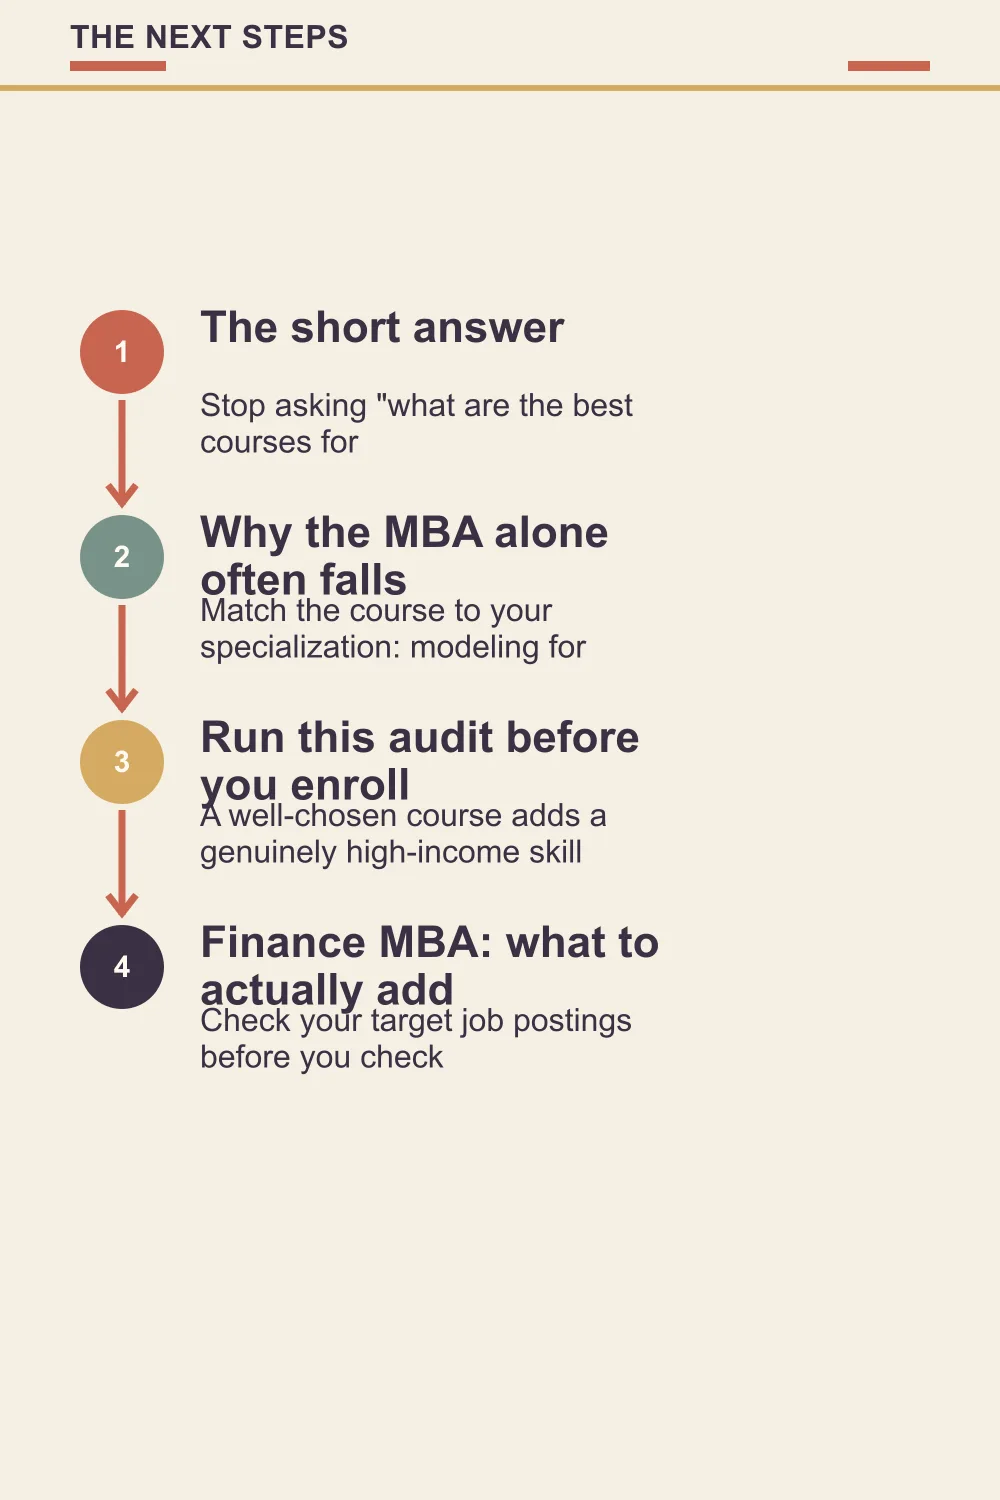 THE NEXT STEPS
1
The short answer
Stop asking "what are the best
courses for
2
Why the MBA alone
often falls
Match the course to your
specialization: modeling for
3
Run this audit before
you enroll
A well-chosen course adds a
genuinely high-income skill
4
Finance MBA: what to
actually add
Check your target job postings
before you check